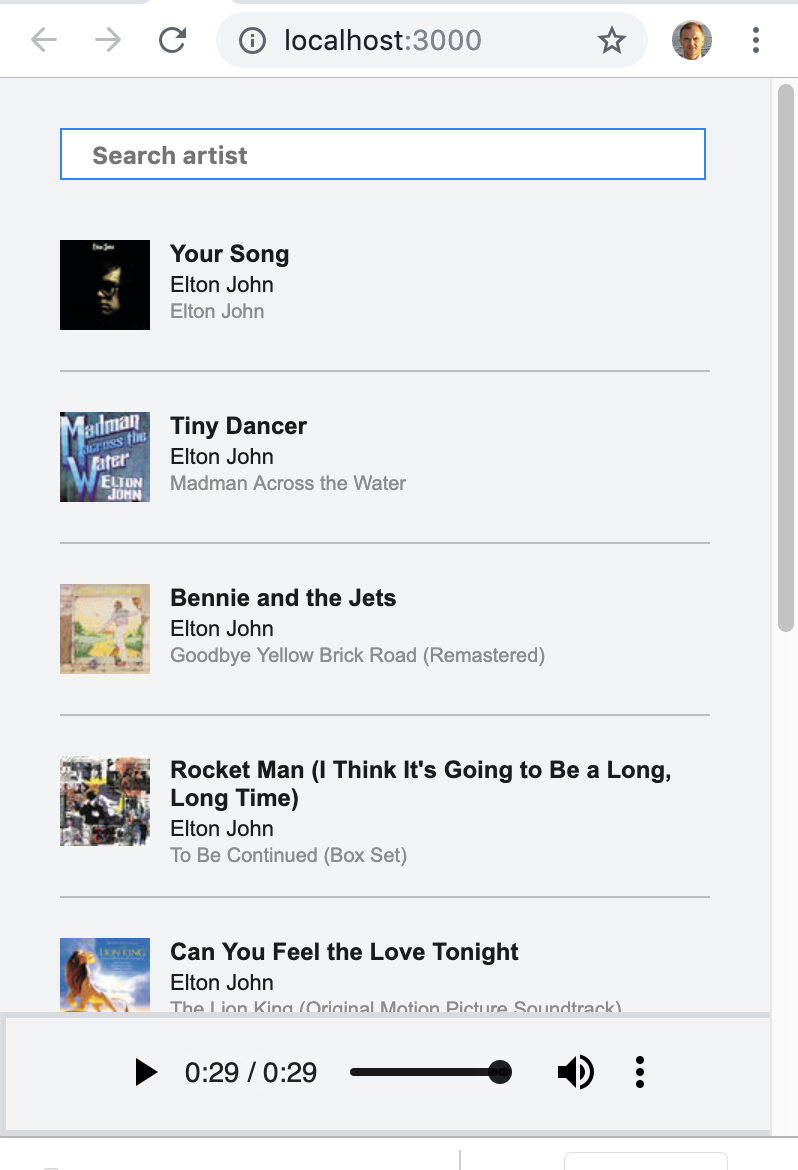 localhost:3000
Search artist
Elton John
Your Song
Elton John
Elton John
Madman
across the
Water
ELTON
JOHN
Tiny Dancer
Elton John
Madman Across the Water
Bennie and the Jets
Elton John
Goodbye Yellow Brick Road (Remastered)
Rocket Man (I Think It's Going to Be a Long,
Long Time)
Elton John
To Be Continued (Box Set)
LION KING
Can You Feel the Love Tonight
Elton John
The Lion King (Original Motion Picture Soundtrack)
0:29 / 0:29